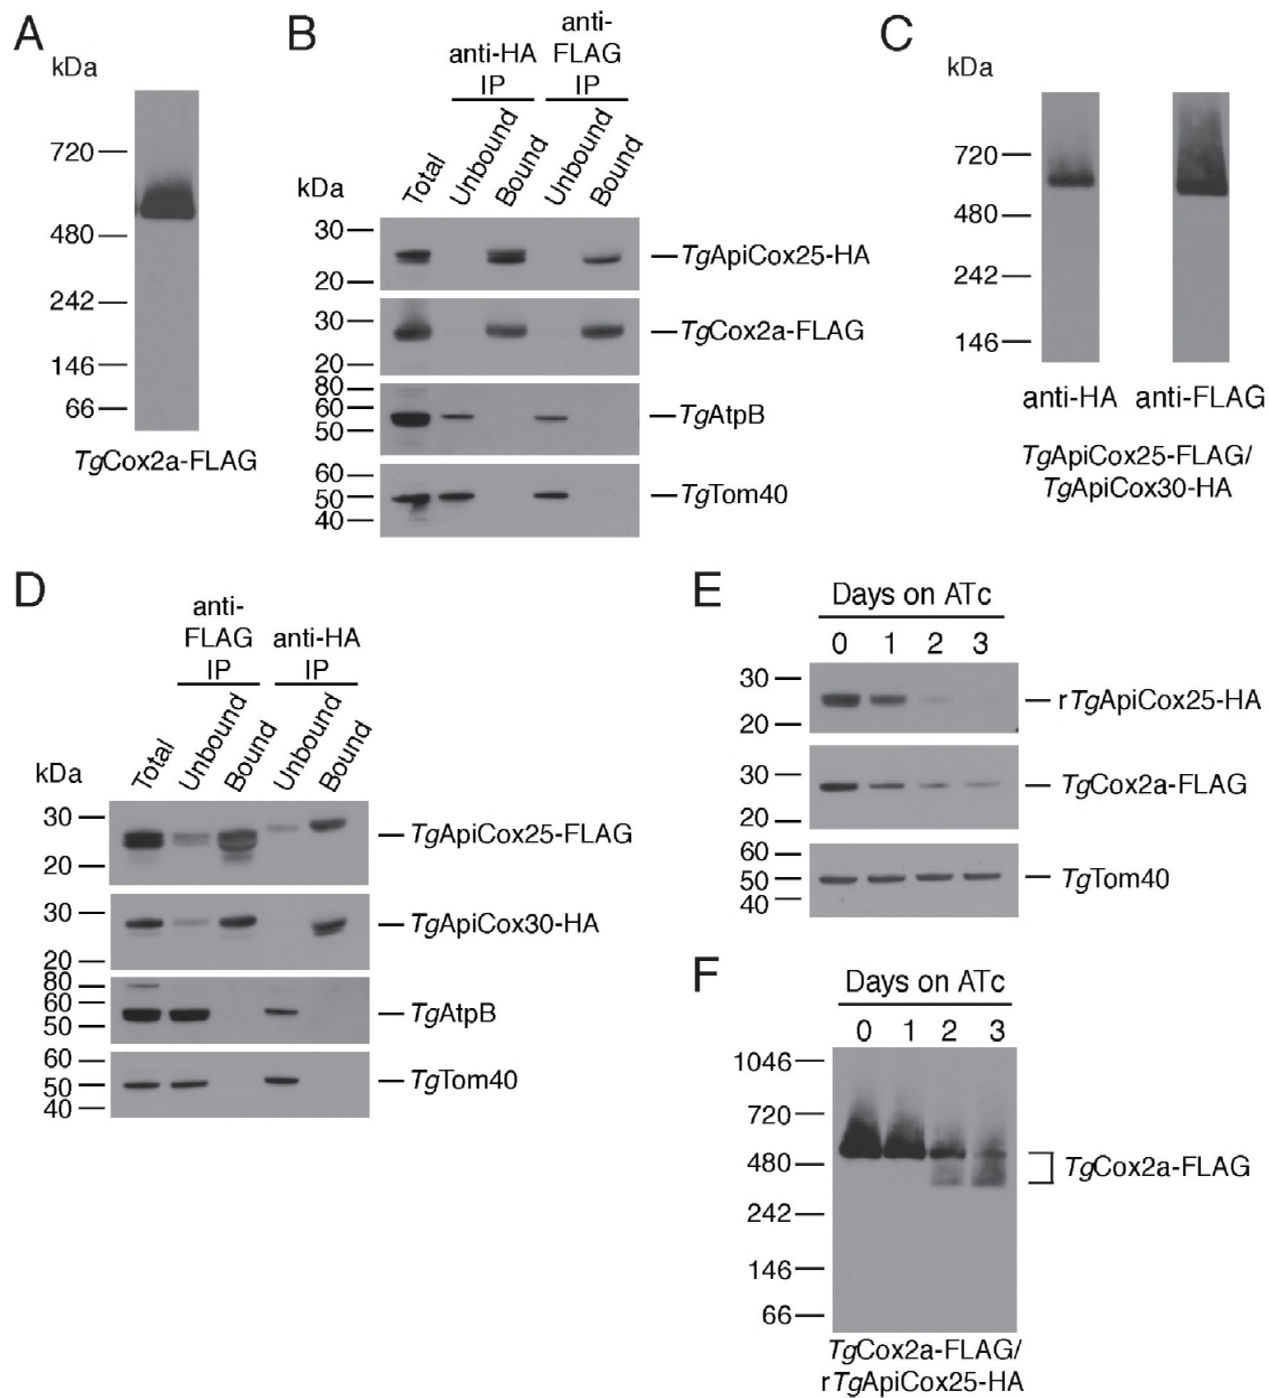 A
kDa
720
480
242
146
66
TgCox2a-FLAG
B
anti-HA
IP
anti-
FLAG
IP
kDa
Total
Unbound
Bound
Unbound
Bound
30
20
TgApiCox25-HA
30
20
TgCox2a-FLAG
80
60
50
TgAtpB
60
50
40
TgTom40
C
kDa
720
480
242
146
anti-HA anti-FLAG
TgApiCox25-FLAG/
TgApiCox30-HA
D
anti-
FLAG
IP
anti-HA
IP
kDa
Total
Unbound
Bound
Unbound
Bound
30
20
TgApiCox25-FLAG
30
20
TgApiCox30-HA
80
60
50
TgAtpB
60
50
40
TgTom40
E
Days on ATc
0 1 2 3
30
20
rTgApiCox25-HA
30
20
TgCox2a-FLAG
60
50
40
TgTom40
F
Days on ATc
0 1 2 3
1046
720
480
242
146
66
TgCox2a-FLAG
TgCox2a-FLAG/
rTgApiCox25-HA